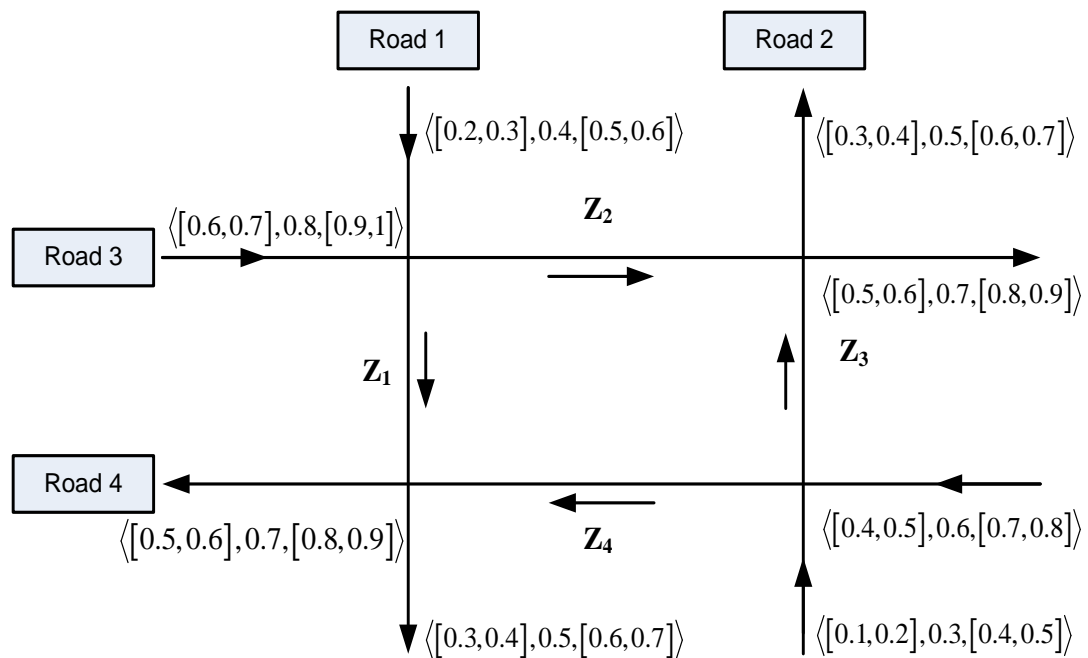 Road 1
Road 2
⟨[0.2,0.3],0.4,[0.5,0.6]⟩
⟨[0.3,0.4],0.5,[0.6,0.7]⟩
⟨[0.6,0.7],0.8,[0.9,1]⟩
Z₂
Road 3
⟨[0.5,0.6],0.7,[0.8,0.9]⟩
Z₁
Z₃
Road 4
⟨[0.5,0.6],0.7,[0.8,0.9]⟩
Z₄
⟨[0.4,0.5],0.6,[0.7,0.8]⟩
⟨[0.3,0.4],0.5,[0.6,0.7]⟩
⟨[0.1,0.2],0.3,[0.4,0.5]⟩